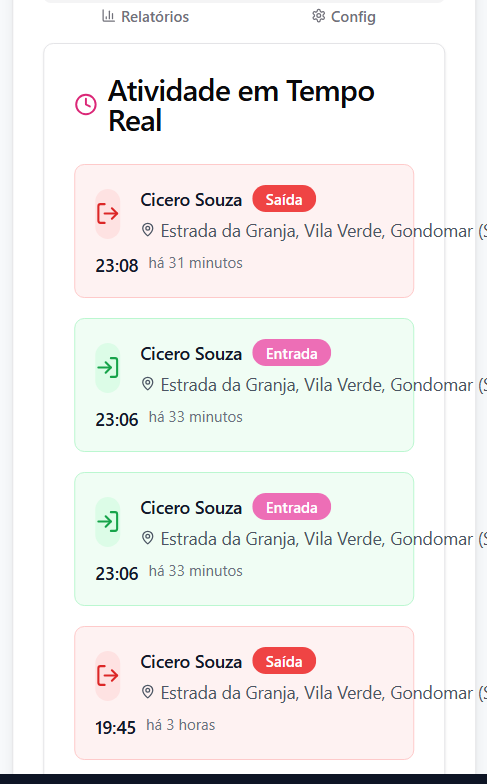 Relatórios
Config
Atividade em Tempo
Real
Cicero Souza Saída
Estrada da Granja, Vila Verde, Gondomar (S
23:08 há 31 minutos
Cicero Souza Entrada
Estrada da Granja, Vila Verde, Gondomar (S
23:06 há 33 minutos
Cicero Souza Entrada
Estrada da Granja, Vila Verde, Gondomar (S
23:06 há 33 minutos
Cicero Souza Saída
Estrada da Granja, Vila Verde, Gondomar (S
19:45 há 3 horas